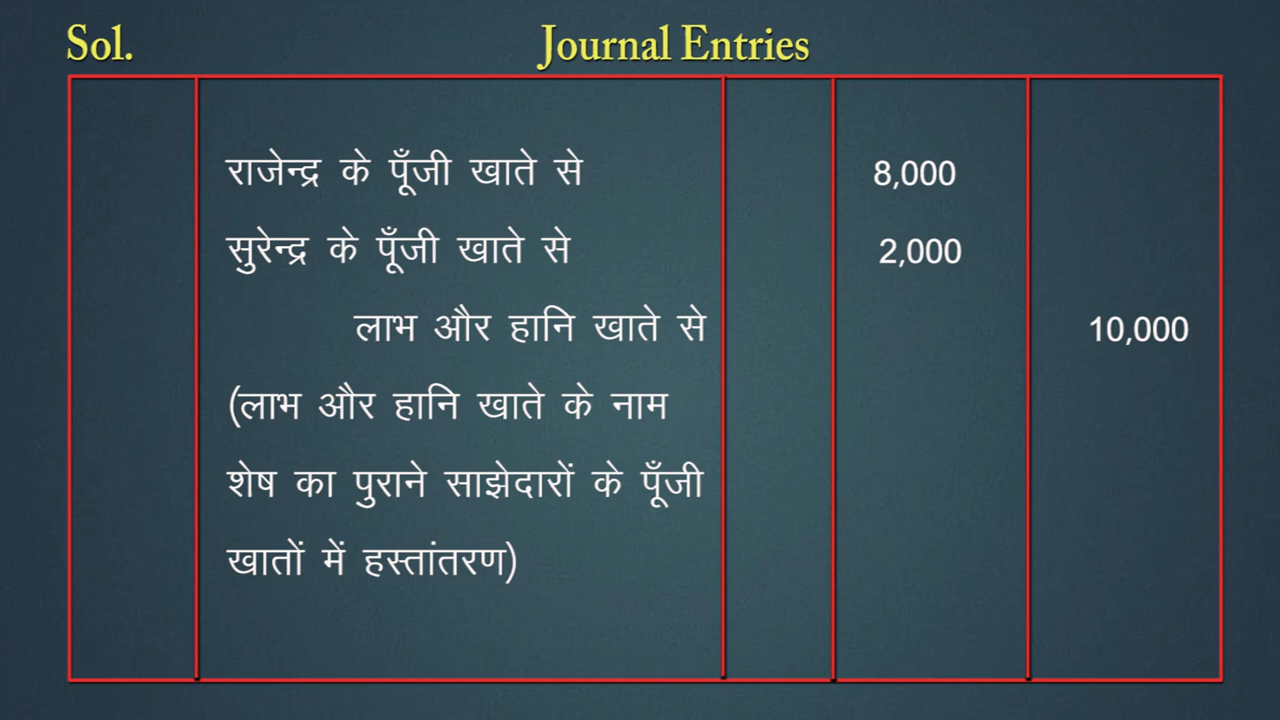 Sol. Journal Entries
राजेन्द्र के पूँजी खाते से 8,000
सुरेन्द्र के पूँजी खाते से 2,000
लाभ और हानि खाते से 10,000
(लाभ और हानि खाते के नाम
शेष का पुराने साझेदारों के पूँजी
खातों में हस्तांतरण)